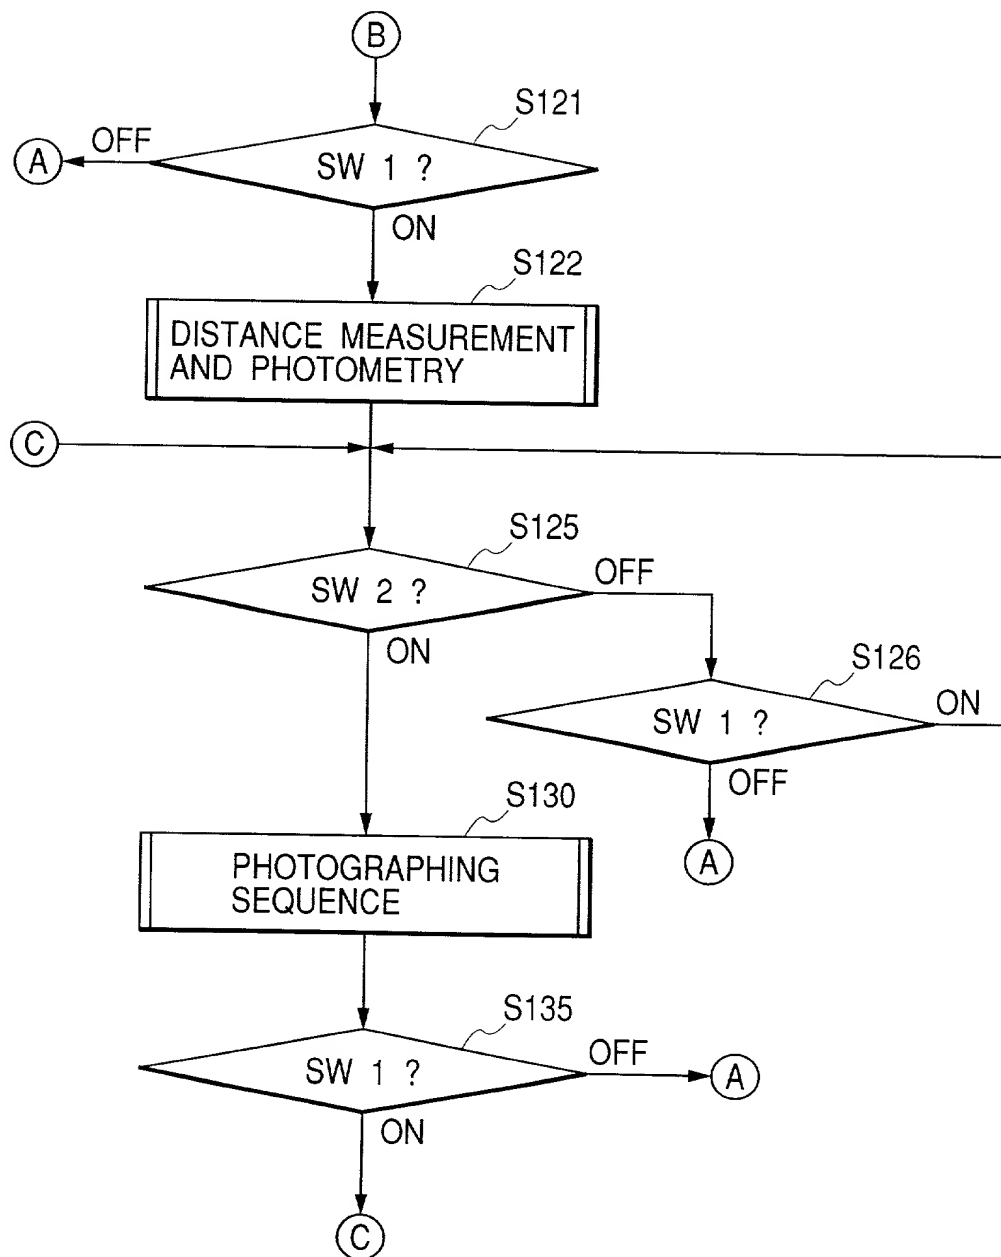 B
S121
A
OFF
SW 1 ?
ON
S122
DISTANCE MEASUREMENT
AND PHOTOMETRY
C
S125
SW 2 ?
OFF
ON
S126
SW 1 ?
ON
OFF
A
S130
PHOTOGRAPHING
SEQUENCE
S135
SW 1 ?
OFF
A
ON
C